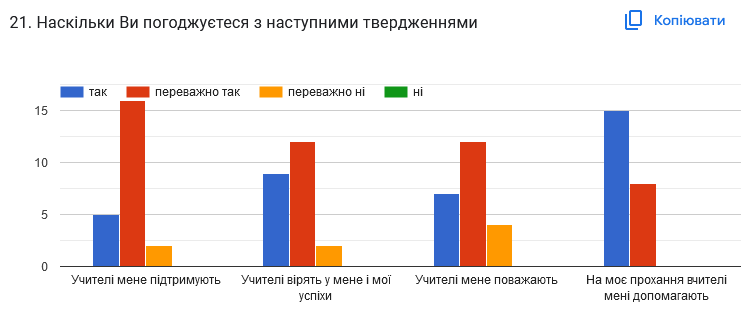 21. Наскільки Ви погоджуєтеся з наступними твердженнями
Копіювати
так переважно так переважно ні ні
15
10
5
0
Учителі мене підтримують
Учителі вірять у мене і мої
успіхи
Учителі мене поважають
На моє прохання вчителі
мені допомагають